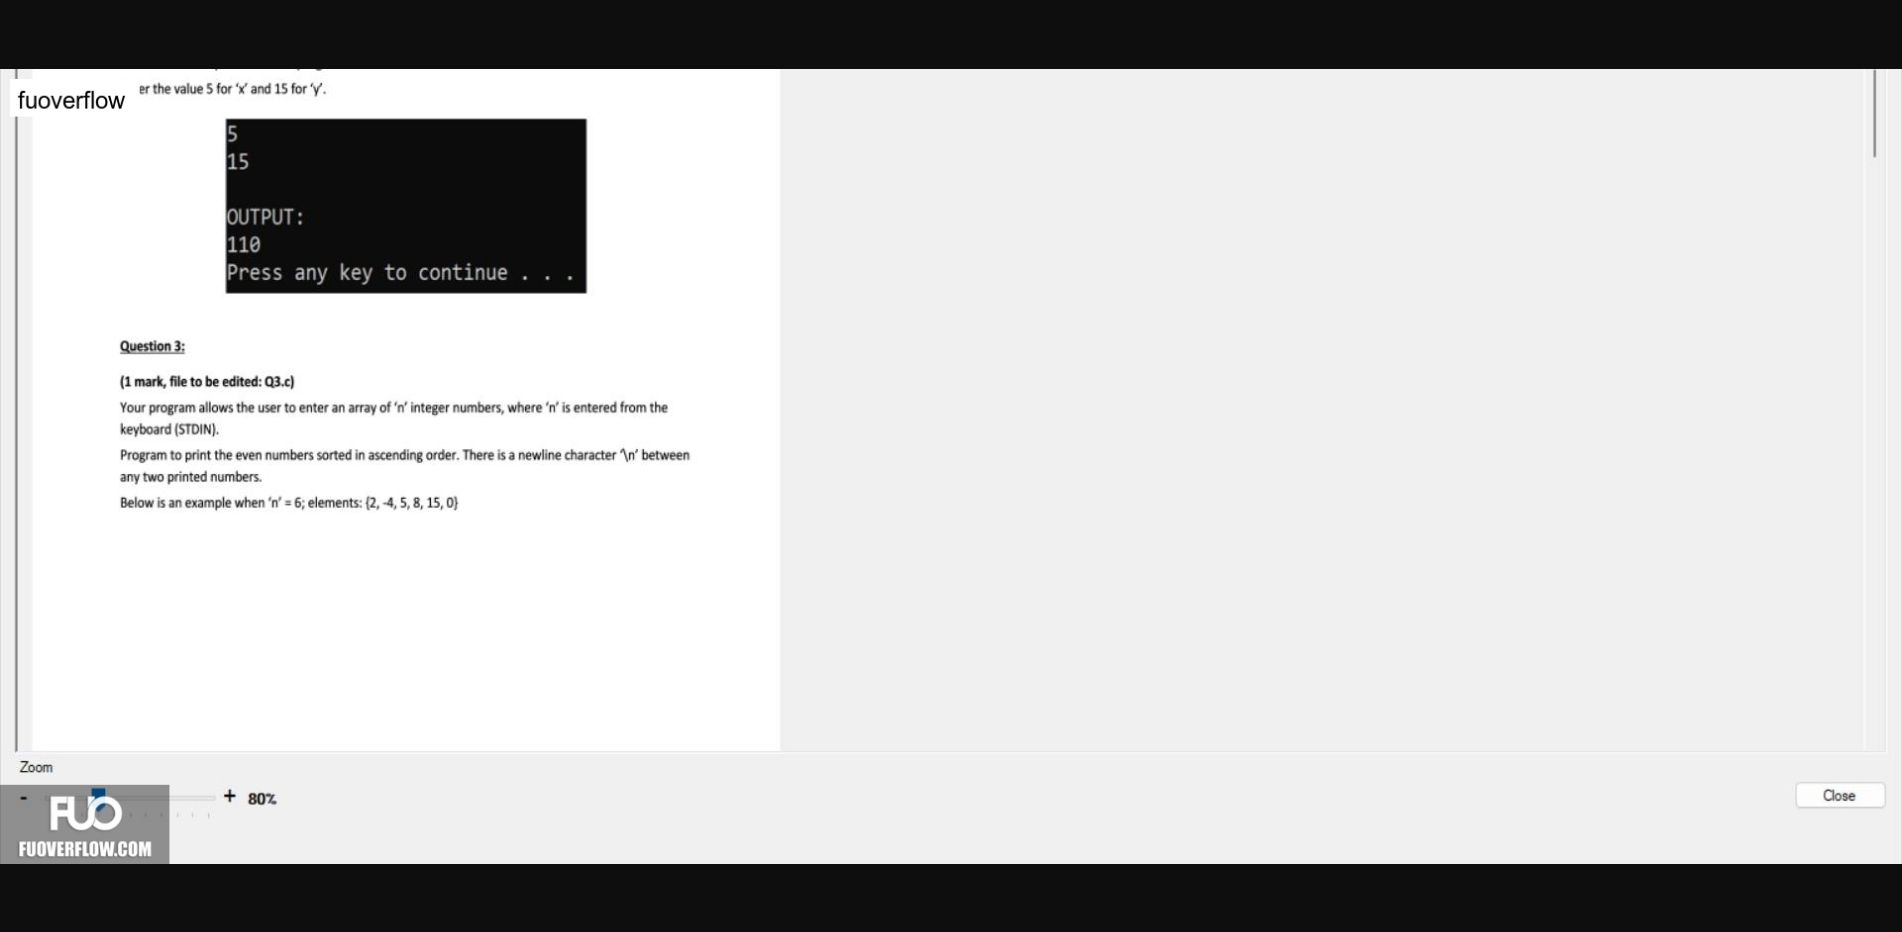 fuoverflow
er the value 5 for ‘x’ and 15 for ‘y’.
5
15
OUTPUT:
110
Press any key to continue . . .
Question 3:
(1 mark, file to be edited: Q3.c)
Your program allows the user to enter an array of ‘n’ integer numbers, where ‘n’ is entered from the
keyboard (STDIN).
Program to print the even numbers sorted in ascending order. There is a newline character ‘\n’ between
any two printed numbers.
Below is an example when ‘n’ = 6; elements: {2, -4, 5, 8, 15, 0}
Zoom
- + 80%
Close
FUO
FUOVERFLOW.COM